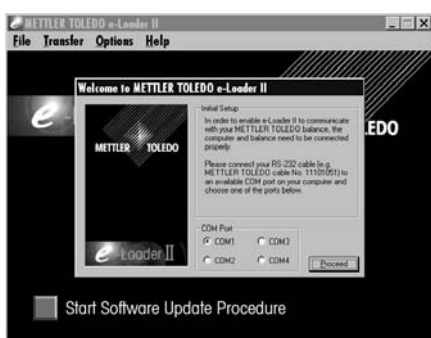 METTLER TOLEDO e-Loader II
File Transfer Options Help
Welcome to METTLER TOLEDO e-Loader II
Initial Setup
In order to enable e-Loader II to communicate
with your METTLER TOLEDO balance, the
computer and balance need to be connected
properly.
Please connect your RS-232 cable (e.g.
METTLER TOLEDO cable No. 11101051) to
an available COM port on your computer and
choose one of the ports below.
METTLER TOLEDO
e
EDO
COM Port
COM1 COM3
COM2 COM4
Proceed
e-Loader II
Start Software Update Procedure